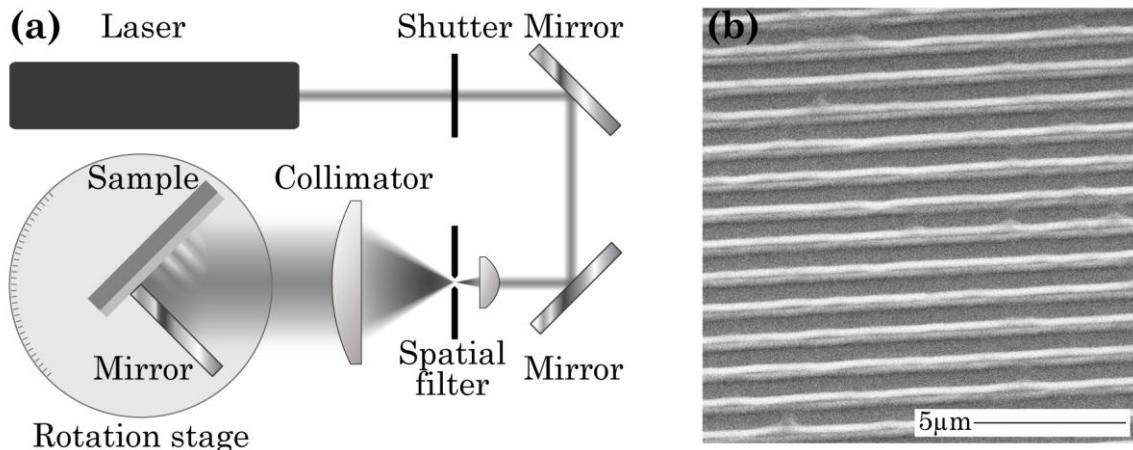 (a)
Laser
Shutter
Mirror
Sample
Collimator
Mirror
Spatial
filter
Mirror
Rotation stage
(b)
5µm